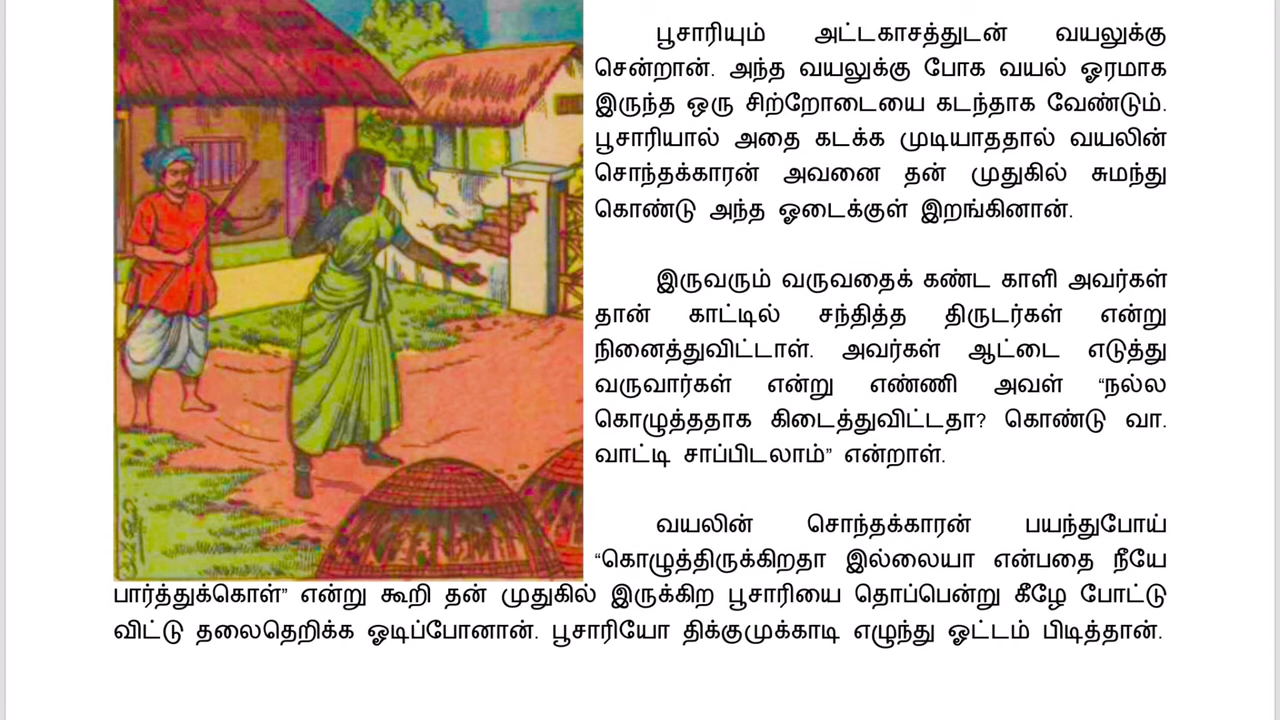 பூசாரியும் அட்டகாசத்துடன் வயலுக்கு
சென்றான். அந்த வயலுக்கு போக வயல் ஓரமாக
இருந்த ஒரு சிற்றோடையை கடந்தாக வேண்டும்.
பூசாரியால் அதை கடக்க முடியாததால் வயலின்
சொந்தக்காரன் அவனை தன் முதுகில் சுமந்து
கொண்டு அந்த ஓடைக்குள் இறங்கினான்.
இருவரும் வருவதைக் கண்ட காளி அவர்கள்
தான் காட்டில் சந்தித்த திருடர்கள் என்று
நினைத்துவிட்டாள். அவர்கள் ஆட்டை எடுத்து
வருவார்கள் என்று எண்ணி அவள் “நல்ல
கொழுத்ததாக கிடைத்துவிட்டதா? கொண்டு வா.
வாட்டி சாப்பிடலாம்” என்றாள்.
வயலின் சொந்தக்காரன் பயந்துபோய்
“கொழுத்திருக்கிறதா இல்லையா என்பதை நீயே
பார்த்துக்கொள்” என்று கூறி தன் முதுகில் இருக்கிற பூசாரியை தொப்பென்று கீழே போட்டு
விட்டு தலைதெறிக்க ஓடிப்போனான். பூசாரியோ திக்குமுக்காடி எழுந்து ஓட்டம் பிடித்தான்.